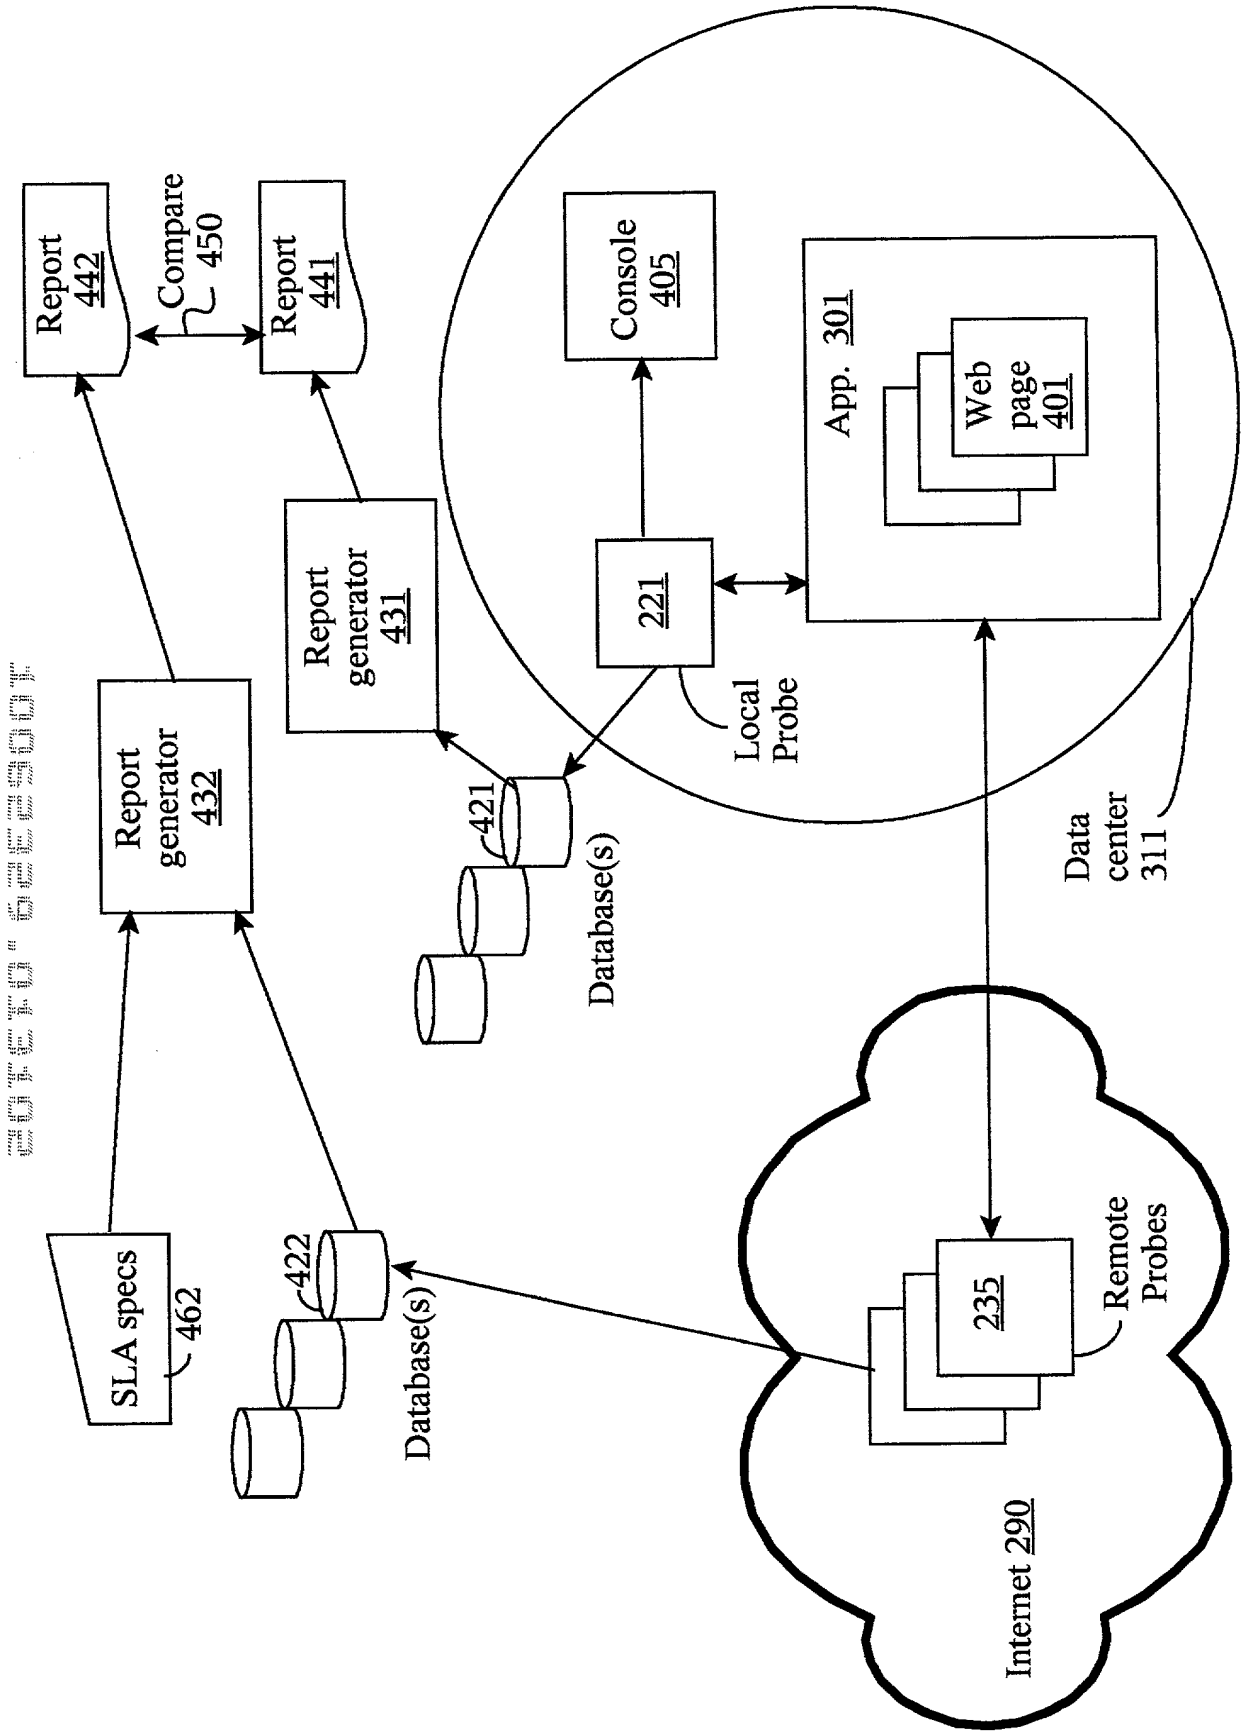 SLA specs
462
Report
generator
432
Report
442
Compare
450
422
Database(s)
Report
generator
431
Report
441
421
Database(s)
Local
Probe
221
Console
405
App. 301
Web
page
401
Data
center
311
235
Remote
Probes
Internet 290